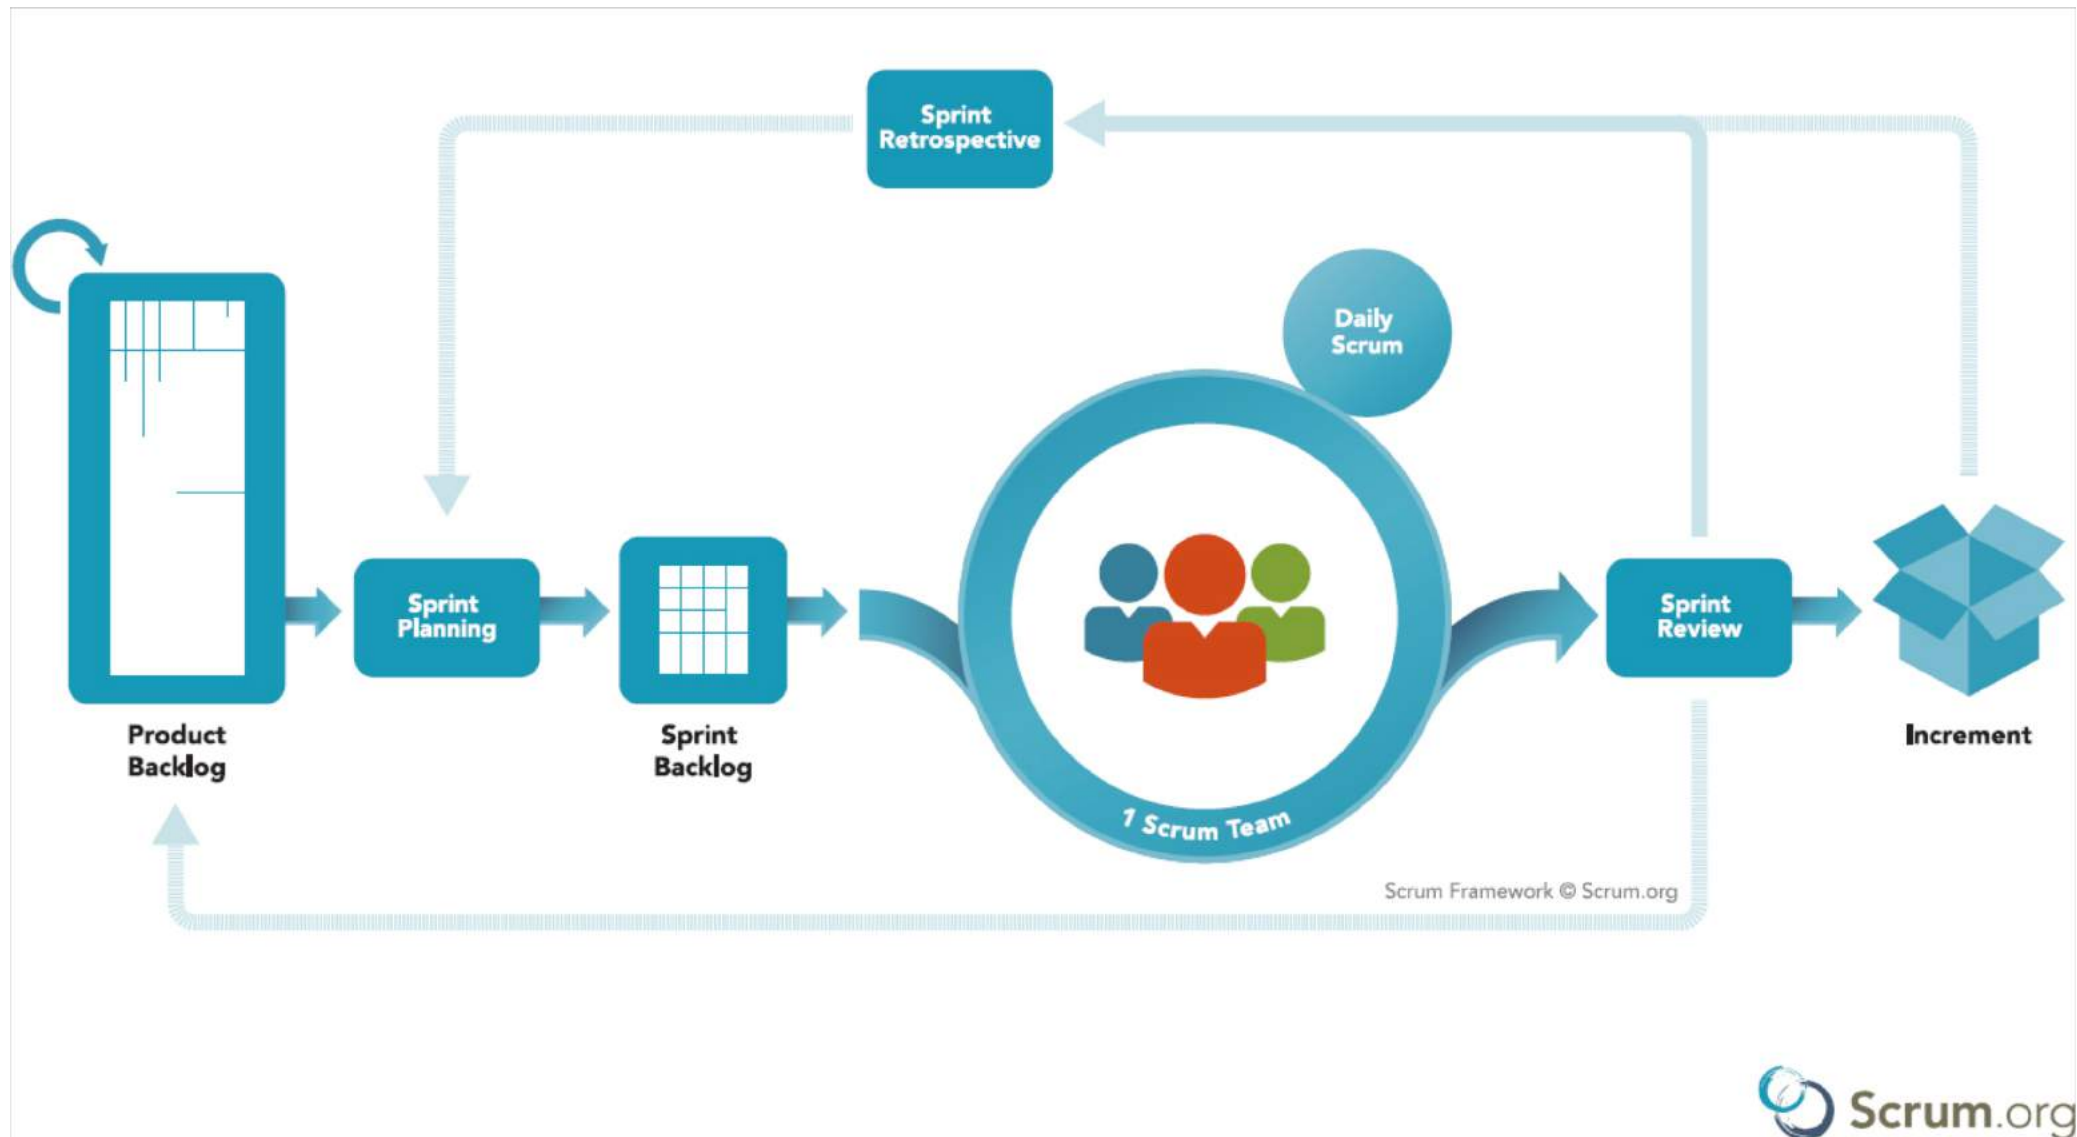 Sprint
Retrospective
Daily
Scrum
Sprint
Planning
Sprint
Review
Product
Backlog
Sprint
Backlog
Increment
1 Scrum Team
Scrum Framework © Scrum.org
Scrum.org